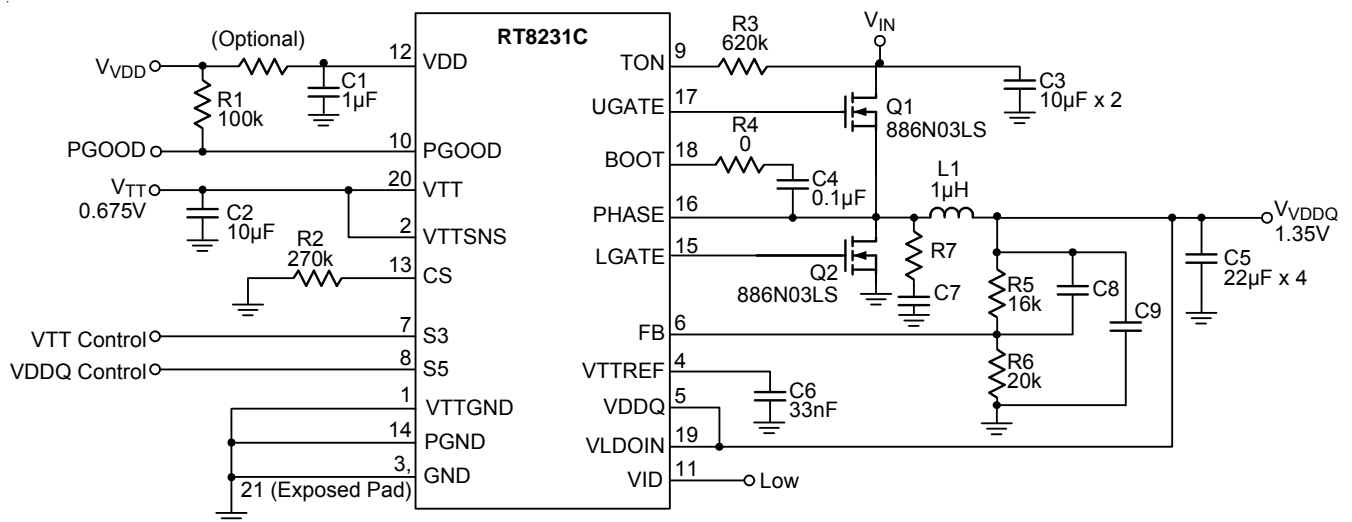 RT8231C
(Optional)
V_VDD
12
VDD
C1
1µF
R1
100k
PGOOD
10
PGOOD
V_TT
0.675V
20
VTT
C2
10µF
2
VTTSNS
R2
270k
13
CS
VTT Control
7
S3
VDDQ Control
8
S5
1
VTTGND
14
PGND
3,
GND
21 (Exposed Pad)
TON
9
R3
620k
V_IN
C3
10µF x 2
UGATE
17
Q1
886N03LS
BOOT
18
R4
0
C4
0.1µF
PHASE
16
L1
1µH
V_VDDQ
1.35V
LGATE
15
Q2
886N03LS
R7
C7
R5
16k
C8
C9
C5
22µF x 4
FB
6
R6
20k
VTTREF
4
C6
33nF
VDDQ
5
VLDOIN
19
VID
11
Low